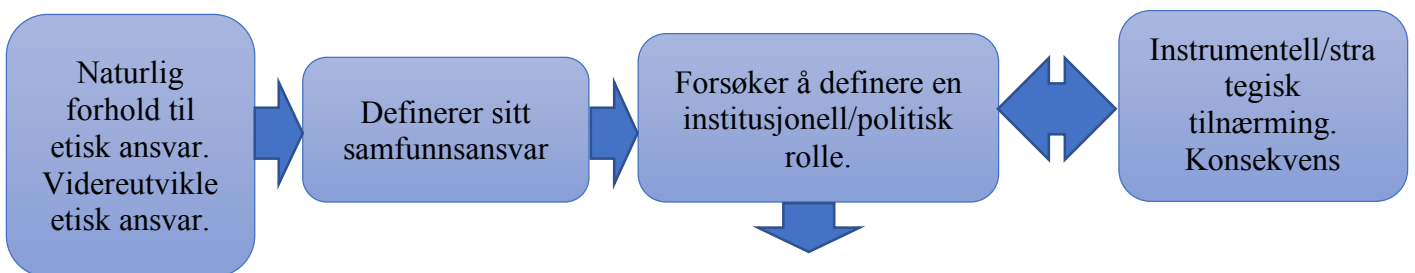 Naturlig
forhold til
etisk ansvar.
Videreutvikle
etisk ansvar.
Definerer sitt
samfunnsansvar
Forsøker å definere en
institusjonell/politisk
rolle.
Instrumentell/stra
tegisk
tilnærming.
Konsekvens